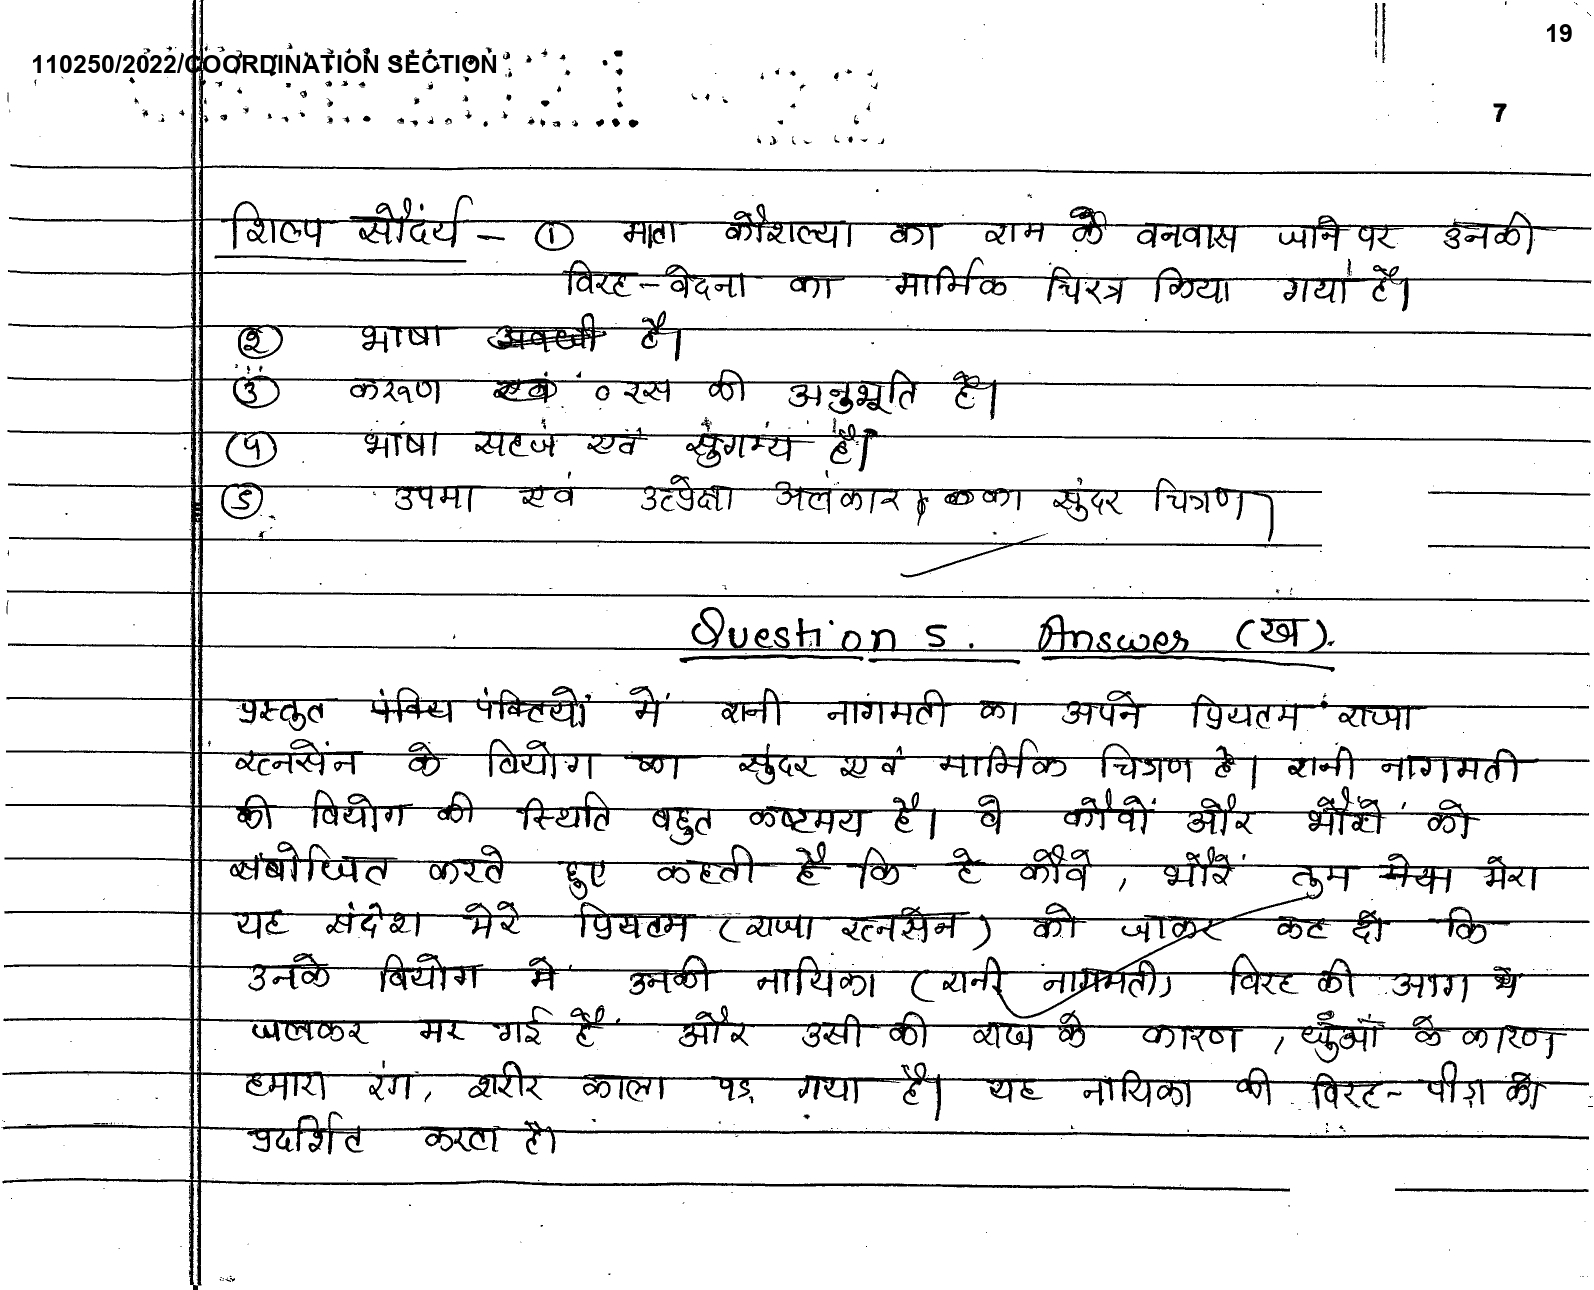 19
110250/2022/COORDINATION SECTION
7
शिल्प सौदंर्य - ① माता कौशल्या का राम के वनवास जाने पर उनकी
विरह-वेदना का मार्मिक चित्र किया गया है।
② भाषा है।
③ करूण ० रस की अनुभूति है।
④ भाषा सहज एवं सुगम्य है।
⑤ उपमा एवं उत्प्रेक्षा अलंकार का सुंदर चित्रण।
Question 5. Answer (ख).
प्रस्तुत पंक्तियों में रानी नागमती का अपने प्रियतम राजा
रत्नसेन के वियोग का सुंदर एवं मार्मिक चित्रण है। रानी नागमती
की वियोग की स्थिति बहुत कष्टमय है। वे कौवों और भौंरों को
संबोधित करते हुए कहती है कि हे कौवे, भौंरें तुम मेरा
यह संदेश मेरे प्रियतम (राजा रत्नसेन) को जाकर कह दो कि
उनके वियोग में उनकी नायिका (रानी नागमती) विरह की आग में
जलकर मर गई है और उसी की राख के कारण, धुँआँ के कारण
हमारा रंग, शरीर काला पड़ गया है। यह नायिका की विरह-पीड़ा को
प्रदर्शित करता है।